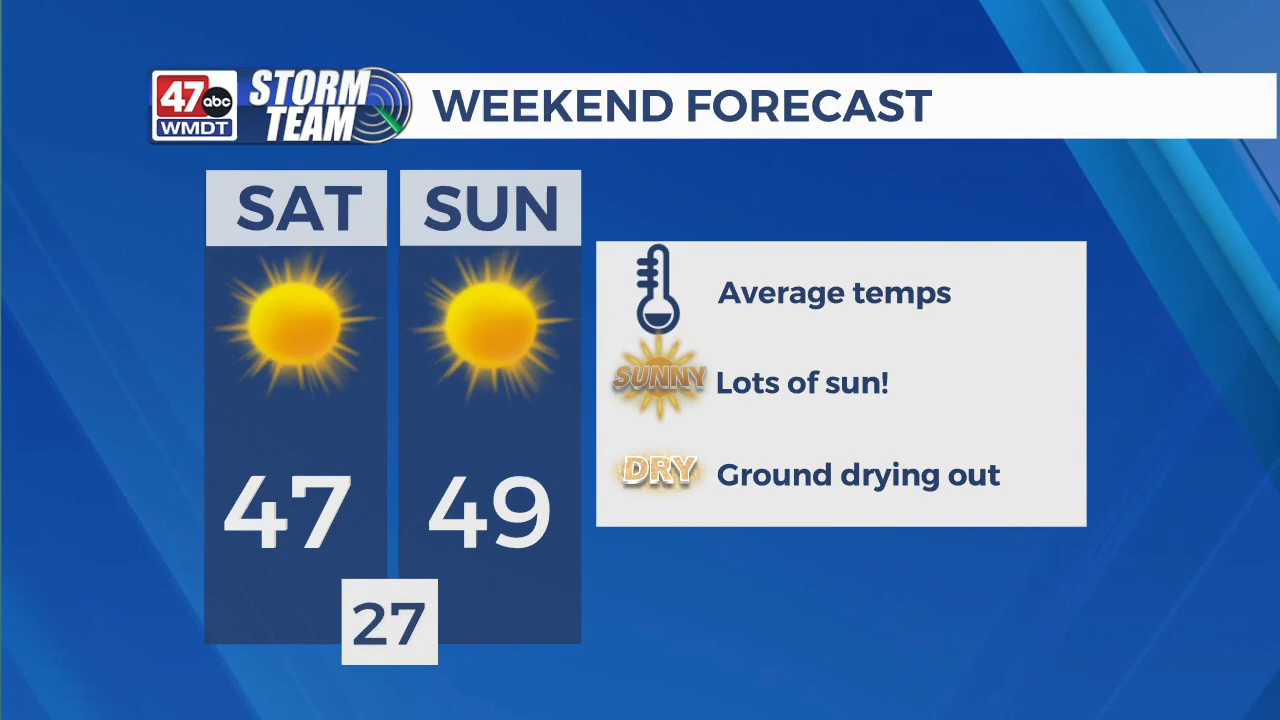 47 abc
WMDT
STORM
TEAM
WEEKEND FORECAST
SAT
SUN
47
49
27
Average temps
SUNNY Lots of sun!
DRY Ground drying out